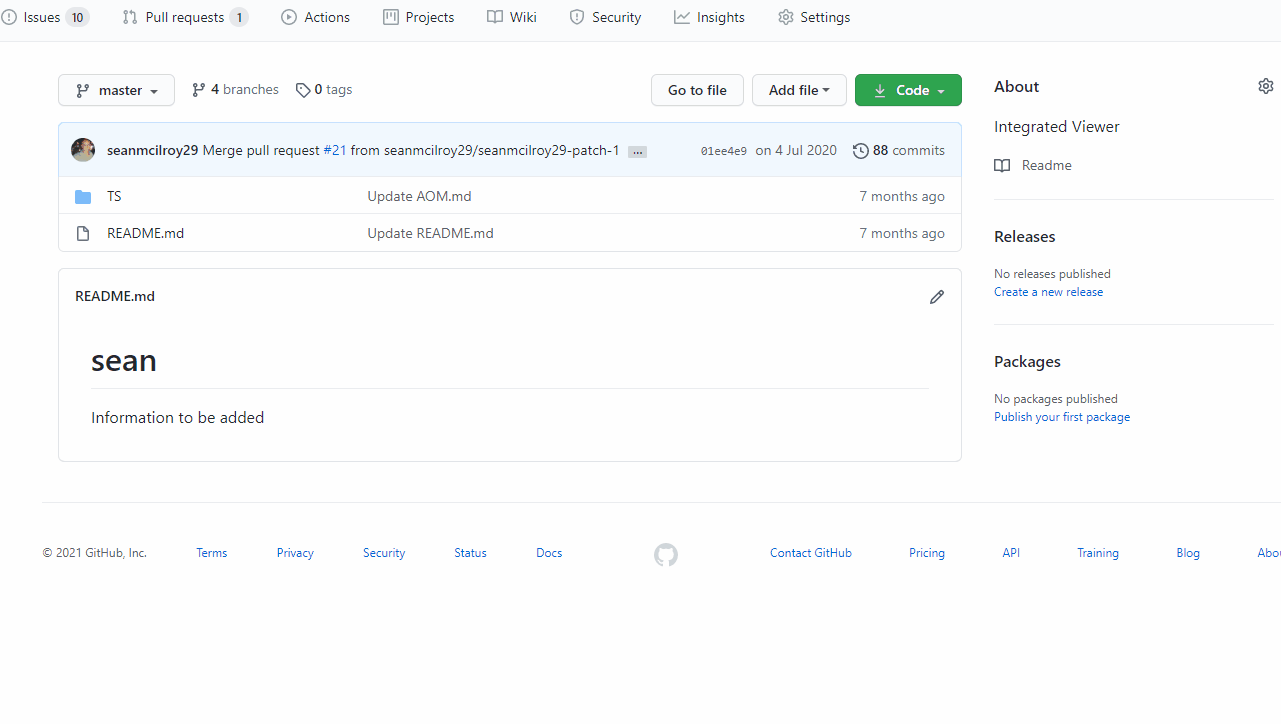 Issues 10 Pull requests 1 Actions Projects Wiki Security Insights Settings
master 4 branches 0 tags Go to file Add file Code
seanmcilroy29 Merge pull request #21 from seanmcilroy29/seanmcilroy29-patch-1 ... 01ee4e9 on 4 Jul 2020 88 commits
TS Update AOM.md 7 months ago
README.md Update README.md 7 months ago
README.md
sean
Information to be added
About
Integrated Viewer
Readme
Releases
No releases published
Create a new release
Packages
No packages published
Publish your first package
© 2021 GitHub, Inc. Terms Privacy Security Status Docs Contact GitHub Pricing API Training Blog Abou